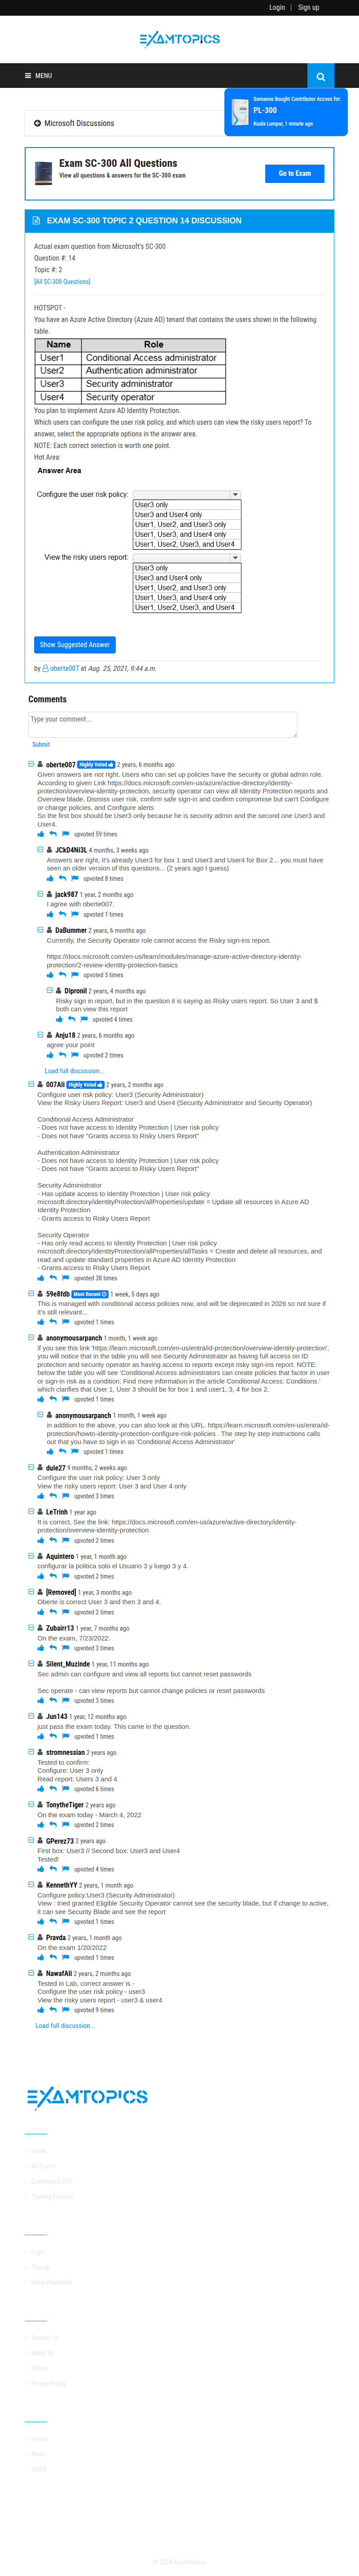 Login | Sign up
EXAMTOPICS
MENU
Someone Bought Contributor Access for:
PL-300
Kuala Lumpur, 1 minute ago
Microsoft Discussions
Exam SC-300 All Questions
View all questions & answers for the SC-300 exam
Go to Exam
EXAM SC-300 TOPIC 2 QUESTION 14 DISCUSSION
Actual exam question from Microsoft's SC-300
Question #: 14
Topic #: 2
[All SC-300 Questions]
HOTSPOT -
You have an Azure Active Directory (Azure AD) tenant that contains the users shown in the following
table.
Name Role
User1 Conditional Access administrator
User2 Authentication administrator
User3 Security administrator
User4 Security operator
You plan to implement Azure AD Identity Protection.
Which users can configure the user risk policy, and which users can view the risky users report? To
answer, select the appropriate options in the answer area.
NOTE: Each correct selection is worth one point.
Hot Area:
Answer Area
Configure the user risk policy:
User3 only
User3 and User4 only
User1, User2, and User3 only
User1, User3, and User4 only
User1, User2, User3, and User4
View the risky users report:
User3 only
User3 and User4 only
User1, User2, and User3 only
User1, User3, and User4 only
User1, User2, User3, and User4
Show Suggested Answer
by oberte007 at Aug. 25, 2021, 9:44 a.m.
Comments
Type your comment...
Submit
oberte007 Highly Voted 2 years, 6 months ago
Given answers are not right. Users who can set up policies have the security or global admin role.
According to given Link https://docs.microsoft.com/en-us/azure/active-directory/identity-
protection/overview-identity-protection, security operator can view all Identity Protection reports and
Overview blade, Dismiss user risk, confirm safe sign-in and confirm compromise but can't Configure
or change policies, and Configure alerts
So the first box should be User3 only because he is security admin and the second one User3 and
User4.
upvoted 59 times
JCkD4Ni3L 4 months, 3 weeks ago
Answers are right, it's already User3 for box 1 and User3 and User4 for Box 2... you must have
seen an older version of this questions... (2 years ago I guess)
upvoted 8 times
jack987 1 year, 2 months ago
I agree with oberte007.
upvoted 1 times
DaBummer 2 years, 6 months ago
Currently, the Security Operator role cannot access the Risky sign-ins report.
https://docs.microsoft.com/en-us/learn/modules/manage-azure-active-directory-identity-
protection/2-review-identity-protection-basics
upvoted 5 times
Dipronil 2 years, 4 months ago
Risky sign in report, but in the question it is saying as Risky users report. So User 3 and $
both can view this report
upvoted 4 times
Anju18 2 years, 6 months ago
agree your point
upvoted 2 times
Load full discussion...
007Ali Highly Voted 2 years, 2 months ago
Configure user risk policy: User3 (Security Administrator)
View the Risky Users Report: User3 and User4 (Security Administrator and Security Operator)
Conditional Access Administrator
- Does not have access to Identity Protection | User risk policy
- Does not have "Grants access to Risky Users Report"
Authentication Administrator
- Does not have access to Identity Protection | User risk policy
- Does not have "Grants access to Risky Users Report"
Security Administrator
- Has update access to Identity Protection | User risk policy
microsoft.directory/identityProtection/allProperties/update = Update all resources in Azure AD
Identity Protection
- Grants access to Risky Users Report
Security Operator
- Has only read access to Identity Protection | User risk policy
microsoft.directory/identityProtection/allProperties/allTasks = Create and delete all resources, and
read and update standard properties in Azure AD Identity Protection
- Grants access to Risky Users Report
upvoted 38 times
59e8fdb Most Recent 1 week, 5 days ago
This is managed with conditional access policies now, and will be deprecated in 2026 so not sure if
it's still relevant...
upvoted 1 times
anonymousarpanch 1 month, 1 week ago
if you see this link 'https://learn.microsoft.com/en-us/entra/id-protection/overview-identity-protection',
you will notice that in the the table we will see Security Administrator as having full access on ID
protection and security operator as having access to reports except risky sign-ins report. NOTE:
below the table you will see 'Conditional Access administrators can create policies that factor in user
or sign-in risk as a condition. Find more information in the article Conditional Access: Conditions.'
which clarifies that User 1, User 3 should be for box 1 and user1, 3, 4 for box 2.
upvoted 1 times
anonymousarpanch 1 month, 1 week ago
in addition to the above, you can also look at this URL. https://learn.microsoft.com/en-us/entra/id-
protection/howto-identity-protection-configure-risk-policies . The step by step instructions calls
out that you have to sign in as 'Conditional Access Administrator'
upvoted 1 times
dule27 9 months, 2 weeks ago
Configure the user risk policy: User 3 only
View the risky users report: User 3 and User 4 only
upvoted 3 times
LeTrinh 1 year ago
It is correct, See the link: https://docs.microsoft.com/en-us/azure/active-directory/identity-
protection/overview-identity-protection
upvoted 2 times
Aquintero 1 year, 1 month ago
configurar la politica solo el Usuario 3 y luego 3 y 4.
upvoted 2 times
[Removed] 1 year, 3 months ago
Oberte is correct User 3 and then 3 and 4.
upvoted 2 times
Zubairr13 1 year, 7 months ago
On the exam, 7/23/2022.
upvoted 3 times
Silent_Muzinde 1 year, 11 months ago
Sec admin can configure and view all reports but cannot reset passwords
Sec operate - can view reports but cannot change policies or reset passwords
upvoted 3 times
Jun143 1 year, 12 months ago
just pass the exam today. This came in the question.
upvoted 1 times
stromnessian 2 years ago
Tested to confirm:
Configure: User 3 only
Read report: Users 3 and 4
upvoted 6 times
TonytheTiger 2 years ago
On the exam today - March 4, 2022
upvoted 2 times
GPerez73 2 years ago
First box: User3 // Second box: User3 and User4
Tested!
upvoted 4 times
KennethYY 2 years, 1 month ago
Configure policy:User3 (Security Administrator)
View : tried granted Eligible Security Operator cannot see the security blade, but if change to active,
it can see Security Blade and see the report
upvoted 1 times
Pravda 2 years, 1 month ago
On the exam 1/20/2022
upvoted 1 times
NawafAli 2 years, 2 months ago
Tested in Lab, correct answer is -
Configure the user risk policy - user3
View the risky users report - user3 & user4
upvoted 9 times
Load full discussion...
EXAMTOPICS
Home
All Exams
Examtopics PRO
Training Courses
Login
Sign up
Reset Password
Contact Us
About Us
Terms
Privacy Policy
Forum
News
DMCA
© 2024 ExamTopics